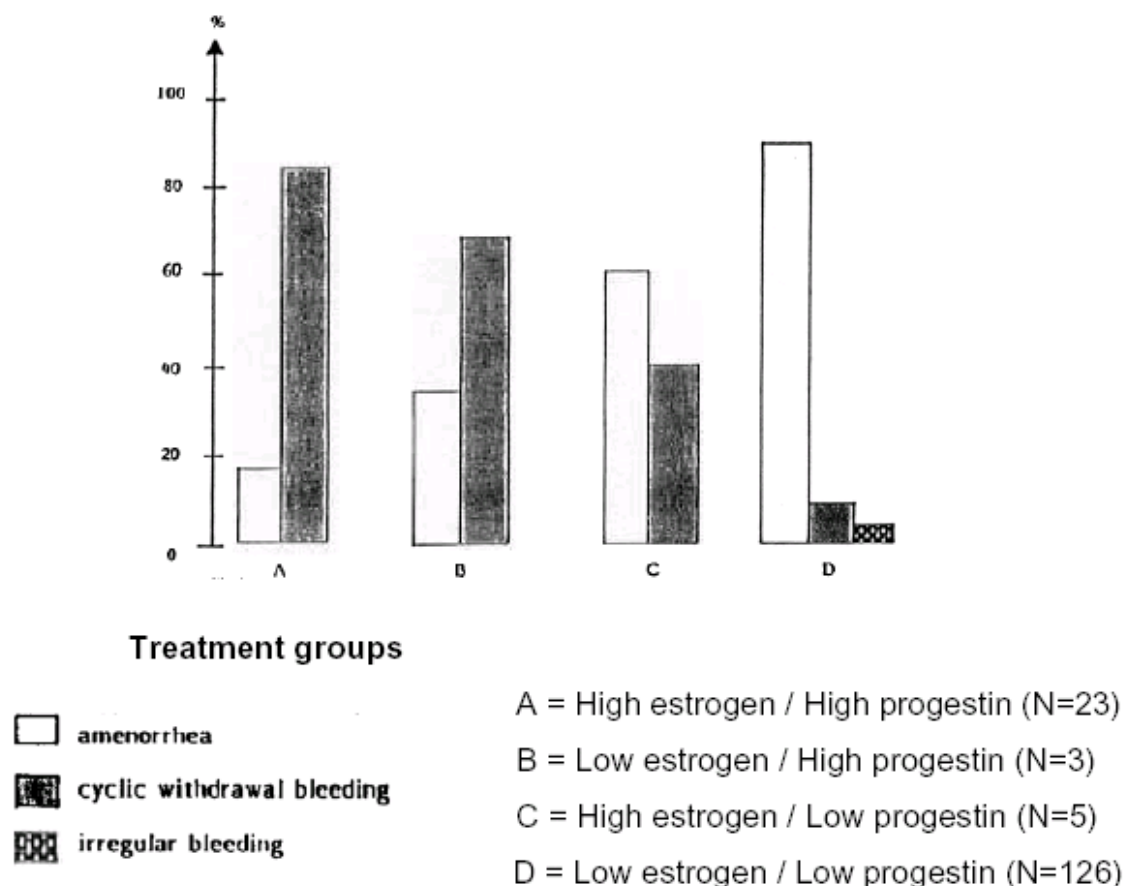 %
100
80
60
40
20
0
A B C D
Treatment groups
amenorrhea
cyclic withdrawal bleeding
irregular bleeding
A = High estrogen / High progestin (N=23)
B = Low estrogen / High progestin (N=3)
C = High estrogen / Low progestin (N=5)
D = Low estrogen / Low progestin (N=126)